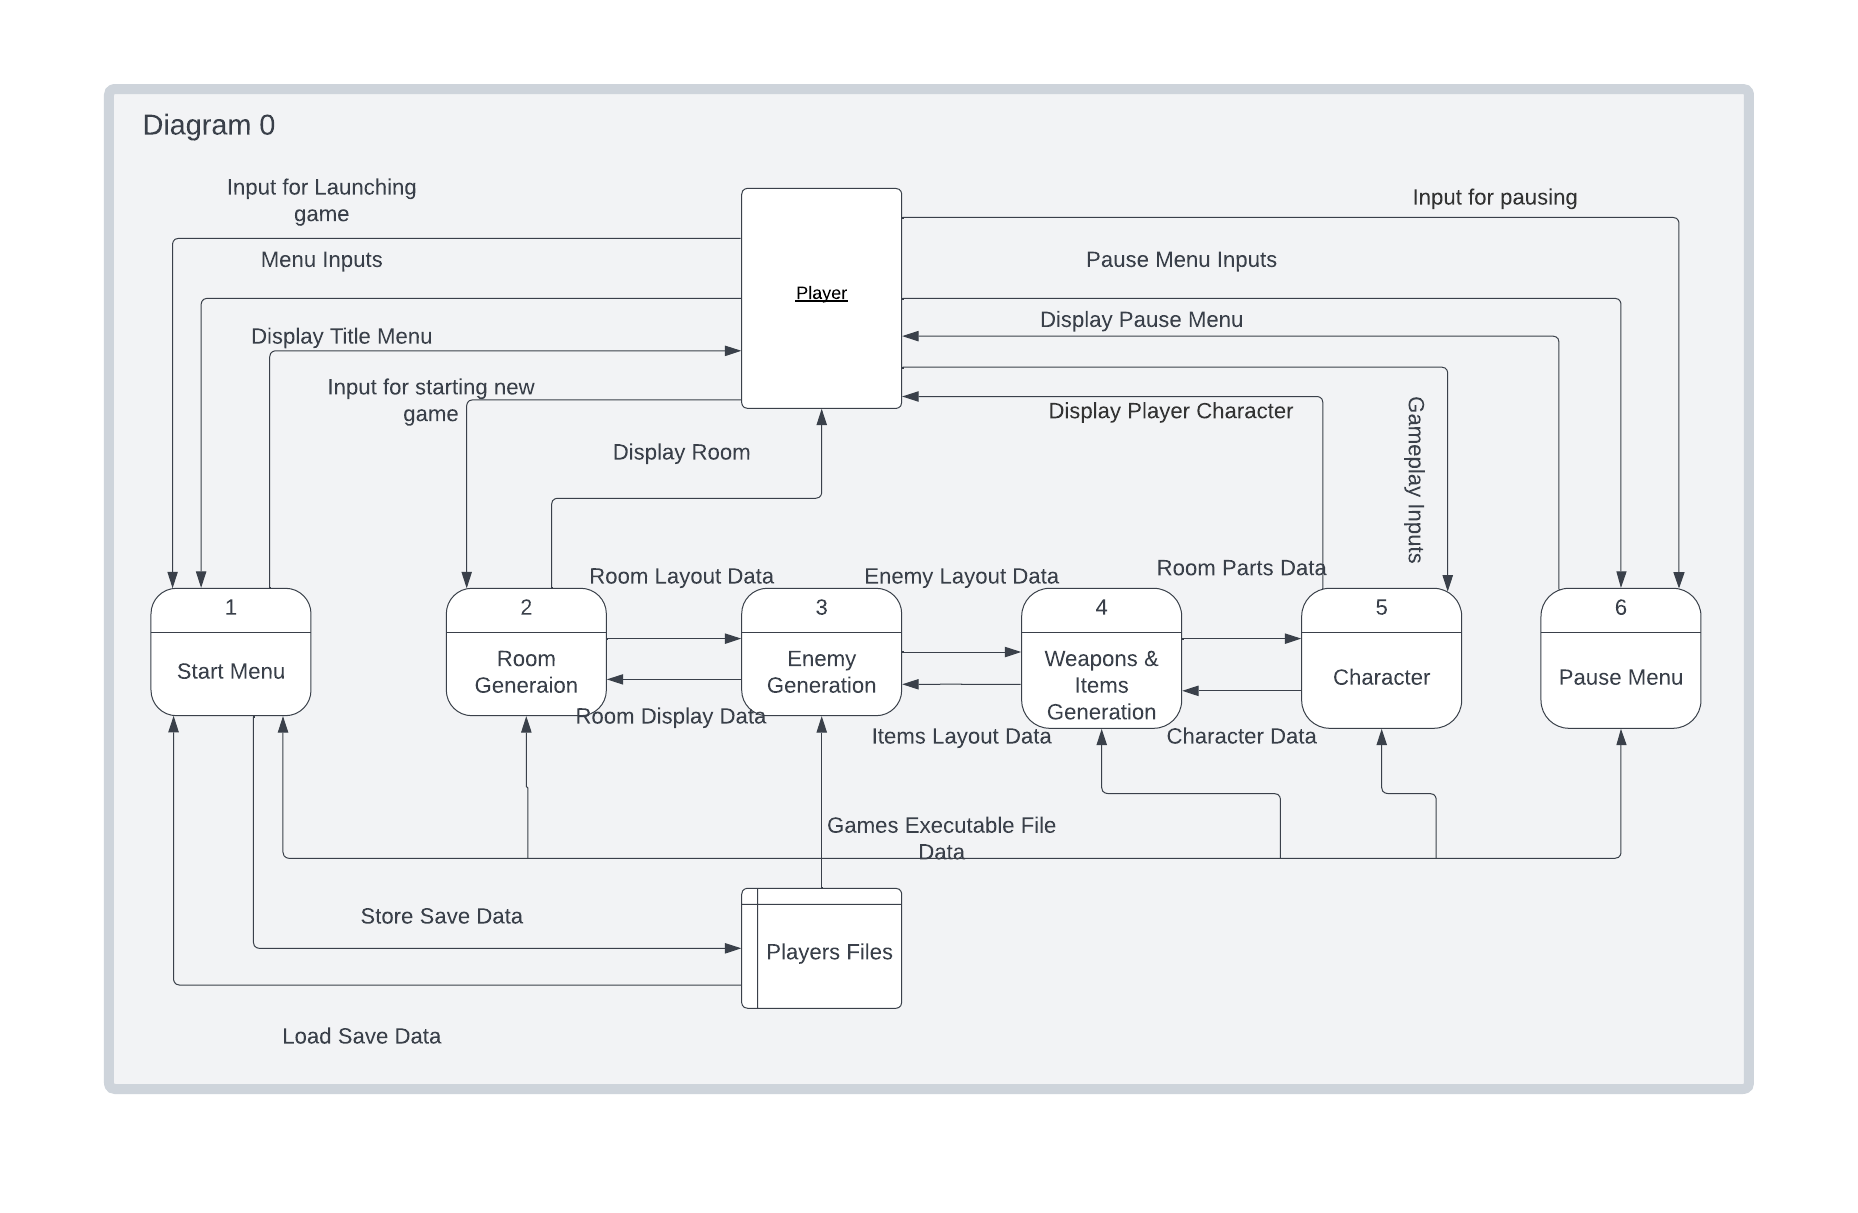 Diagram 0
Input for Launching
game
Input for pausing
Menu Inputs
Pause Menu Inputs
Player
Display Title Menu
Display Pause Menu
Input for starting new
game
Display Player Character
Gameplay Inputs
Display Room
Room Layout Data
Enemy Layout Data
Room Parts Data
1
Start Menu
2
Room
Generaion
3
Enemy
Generation
4
Weapons &
Items
Generation
5
Character
6
Pause Menu
Room Display Data
Items Layout Data
Character Data
Games Executable File
Data
Store Save Data
Players Files
Load Save Data